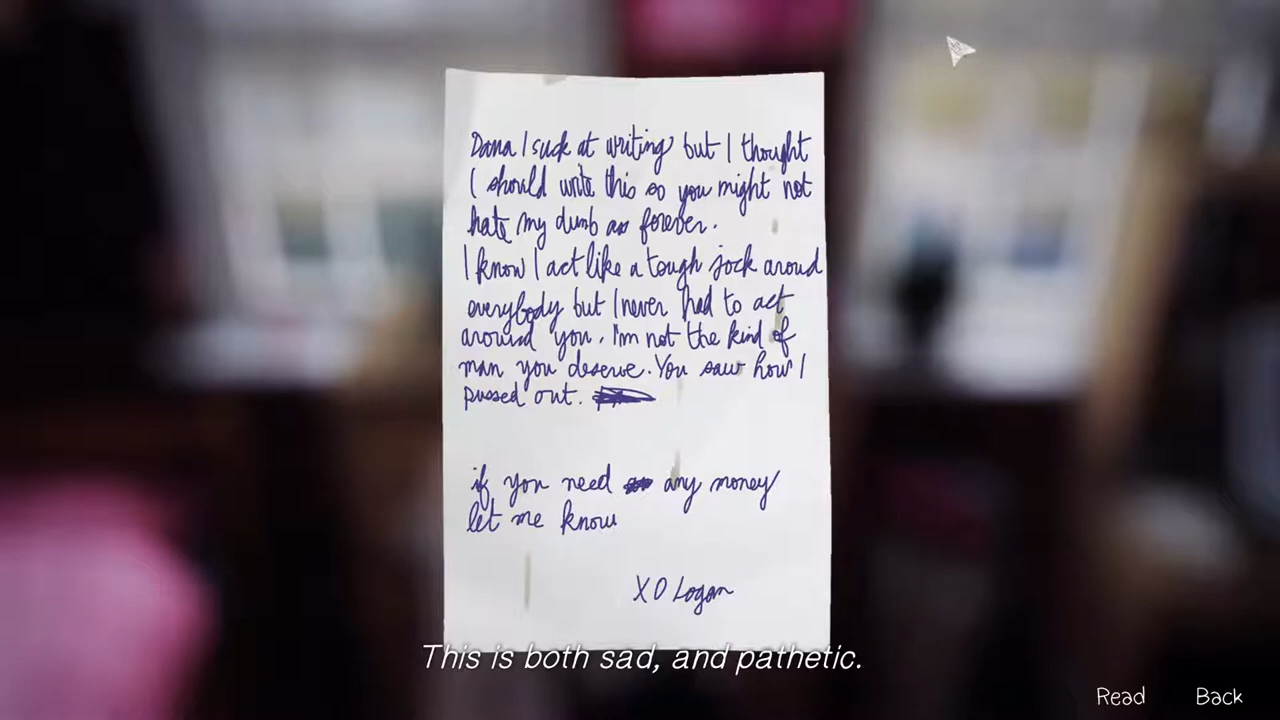 Dana I suck at writing but I thought
I should write this so you might not
hate my dumb ass forever.
I know I act like a tough jock aroud
everybody but I never had to act
around you. I'm not the kind of
man you deserve. You saw how I
pussed out.
if you need any money
let me know
XO Logan
This is both sad, and pathetic.
Read Back